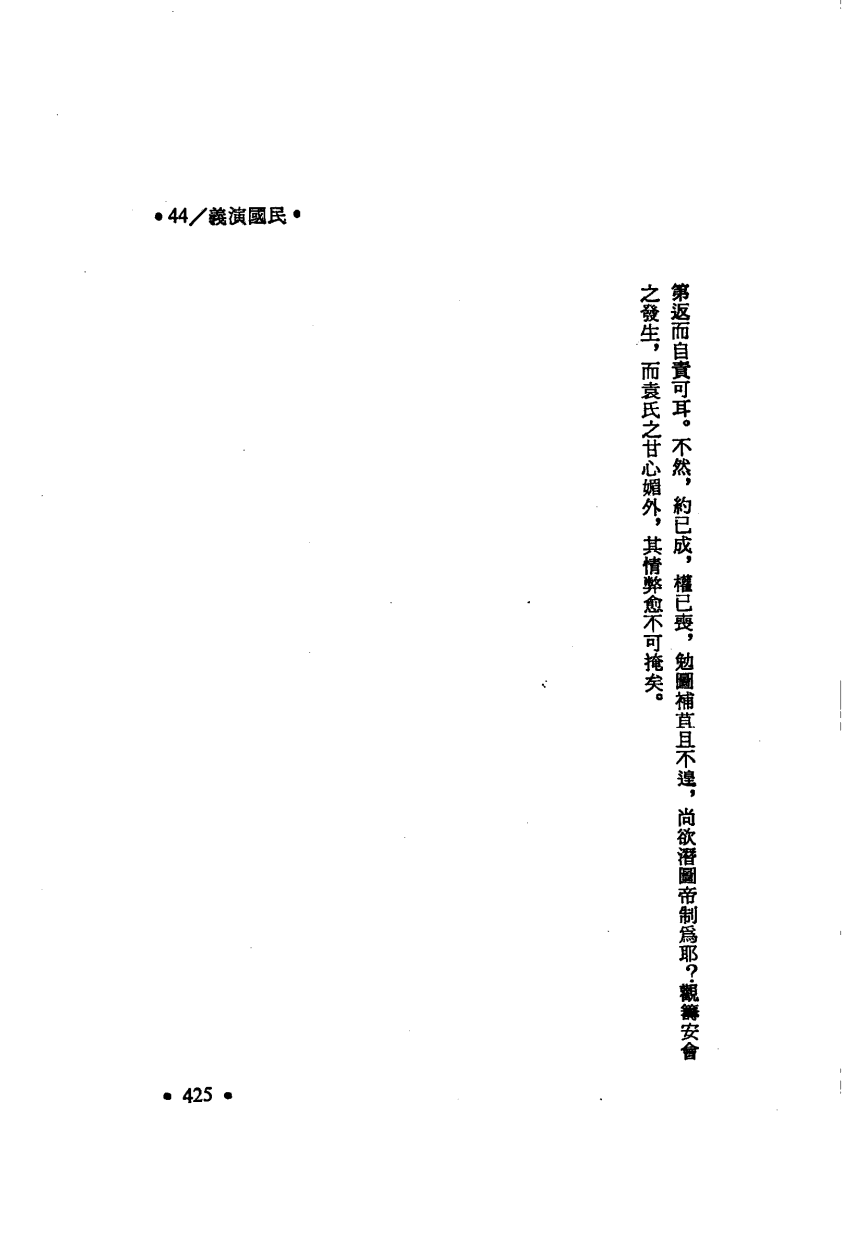 •44/義演國民•
第返而自責可耳。不然，約已成，權已喪，勉圖補苴且不遑，尚欲潛圖帝制爲耶？觀籌安會
之發生，而袁氏之甘心媚外，其情弊愈不可掩矣。
• 425 •